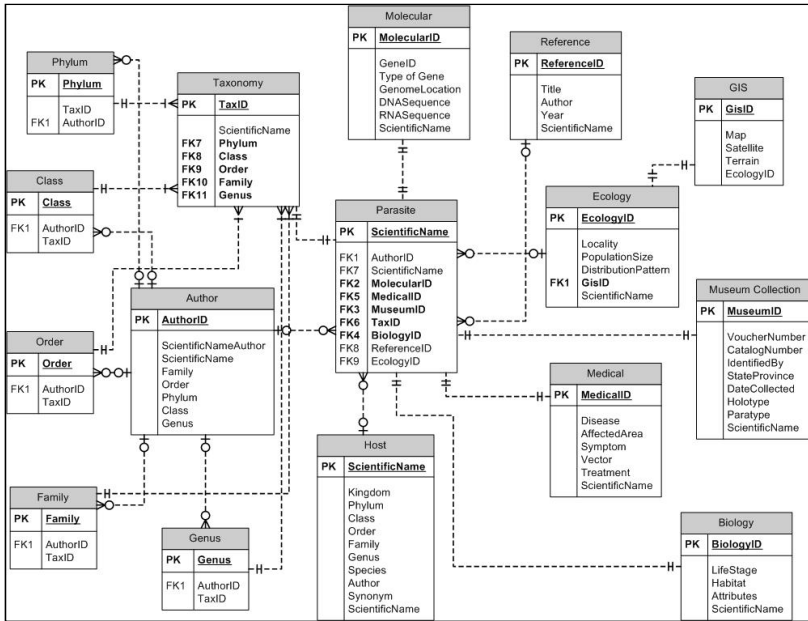 Molecular
PK MolecularID
GeneID
Type of Gene
GenomeLocation
DNASequence
RNASequence
ScientificName
Reference
PK ReferenceID
Title
Author
Year
ScientificName
Phylum
PK Phylum
TaxID
FK1 AuthorID
Taxonomy
PK TaxID
ScientificName
FK7 Phylum
FK8 Class
FK9 Order
FK10 Family
FK11 Genus
GIS
PK GisID
Map
Satellite
Terrain
EcologyID
Class
PK Class
FK1 AuthorID
TaxID
Parasite
PK ScientificName
FK1 AuthorID
FK7 ScientificName
FK2 MolecularID
FK5 MedicalID
FK3 MuseumID
FK6 TaxID
FK4 BiologyID
FK8 ReferenceID
FK9 EcologyID
Ecology
PK EcologyID
Locality
PopulationSize
DistributionPattern
FK1 GisID
ScientificName
Author
PK AuthorID
ScientificNameAuthor
ScientificName
Family
Order
Phylum
Class
Genus
Museum Collection
PK MuseumID
VoucherNumber
CatalogNumber
IdentifiedBy
StateProvince
DateCollected
Holotype
Paratype
ScientificName
Order
PK Order
FK1 AuthorID
TaxID
Medical
PK MedicalID
Disease
AffectedArea
Symptom
Vector
Treatment
ScientificName
Host
PK ScientificName
Kingdom
Phylum
Class
Order
Family
Genus
Species
Author
Synonym
ScientificName
Family
PK Family
FK1 AuthorID
TaxID
Genus
PK Genus
FK1 AuthorID
TaxID
Biology
PK BiologyID
LifeStage
Habitat
Attributes
ScientificName